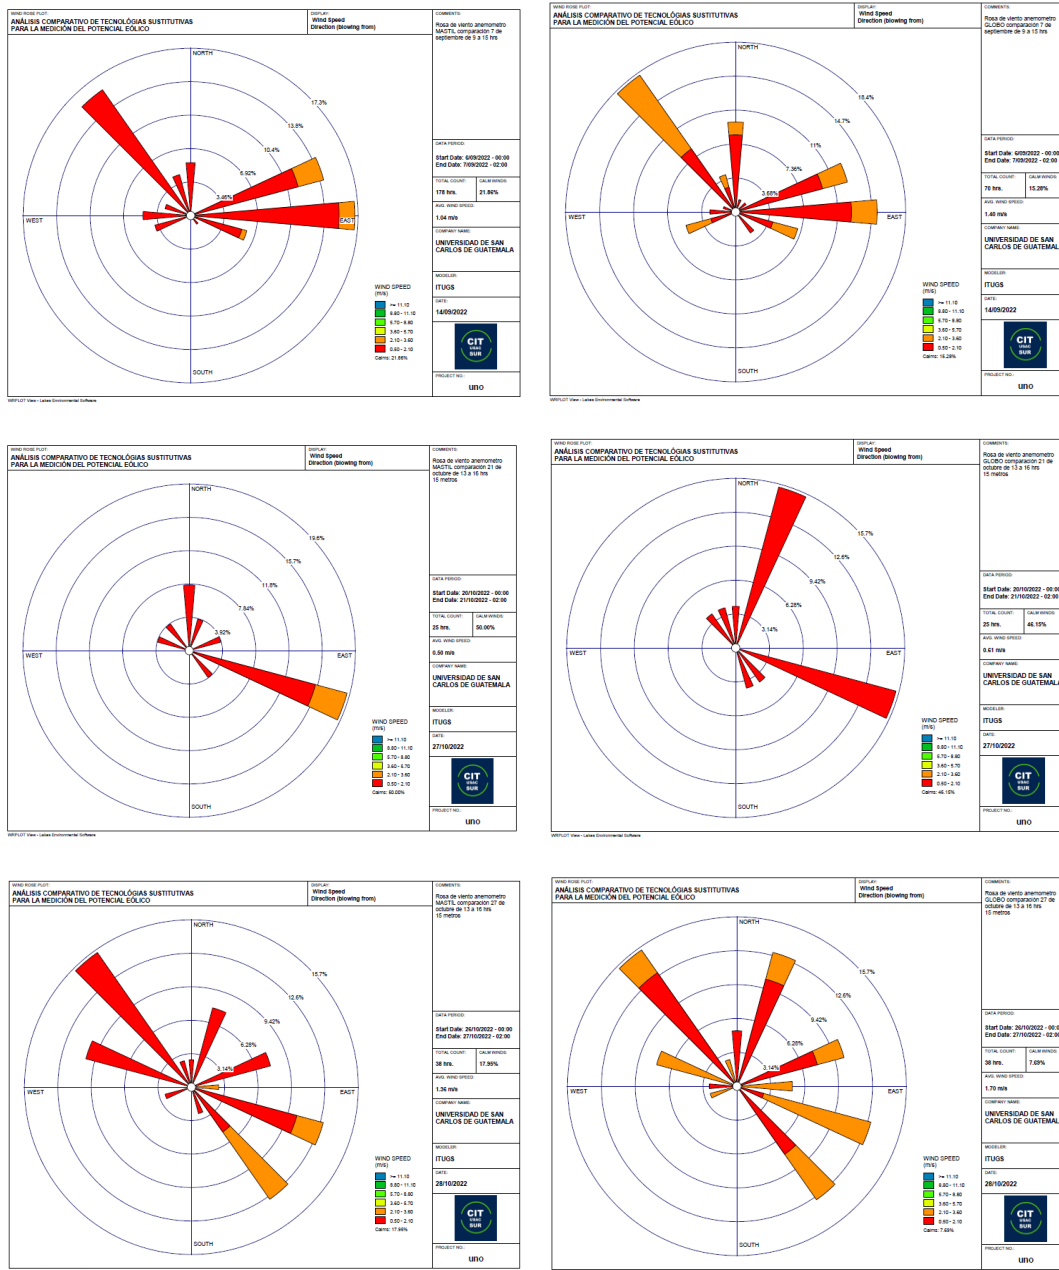 WIND ROSE PLOT:
ANÁLISIS COMPARATIVO DE TECNOLÓGIAS SUSTITUTIVAS
PARA LA MEDICIÓN DEL POTENCIAL EÓLICO
DISPLAY:
Wind Speed
Direction (blowing from)
COMMENTS:
Rosa de viento anemometro
MASTIL comparación 7 de
septiembre de 9 a 15 hrs
NORTH
17.3%
13.8%
10.4%
6.92%
3.46%
WEST
EAST
SOUTH
WIND SPEED
(m/s)
>= 11.10
8.80 - 11.10
5.70 - 8.80
3.60 - 5.70
2.10 - 3.60
0.50 - 2.10
Calms: 21.86%
DATA PERIOD:
Start Date: 6/09/2022 - 00:00
End Date: 7/09/2022 - 02:00
TOTAL COUNT:
178 hrs.
CALM WINDS:
21.86%
AVG. WIND SPEED:
1.04 m/s
COMPANY NAME:
UNIVERSIDAD DE SAN
CARLOS DE GUATEMALA
MODELER:
ITUGS
DATE:
14/09/2022
CIT
USAC
SUR
PROJECT NO.:
uno
WRPLOT View - Lakes Environmental Software
WIND ROSE PLOT:
ANÁLISIS COMPARATIVO DE TECNOLÓGIAS SUSTITUTIVAS
PARA LA MEDICIÓN DEL POTENCIAL EÓLICO
DISPLAY:
Wind Speed
Direction (blowing from)
COMMENTS:
Rosa de viento anemometro
GLOBO comparación 7 de
septiembre de 9 a 15 hrs
NORTH
18.4%
14.7%
11%
7.36%
3.68%
WEST
EAST
SOUTH
WIND SPEED
(m/s)
>= 11.10
8.80 - 11.10
5.70 - 8.80
3.60 - 5.70
2.10 - 3.60
0.50 - 2.10
Calms: 15.28%
DATA PERIOD:
Start Date: 6/09/2022 - 00:00
End Date: 7/09/2022 - 02:00
TOTAL COUNT:
70 hrs.
CALM WINDS:
15.28%
AVG. WIND SPEED:
1.40 m/s
COMPANY NAME:
UNIVERSIDAD DE SAN
CARLOS DE GUATEMAL
MODELER:
ITUGS
DATE:
14/09/2022
CIT
USAC
SUR
PROJECT NO.:
uno
WRPLOT View - Lakes Environmental Software
WIND ROSE PLOT:
ANÁLISIS COMPARATIVO DE TECNOLÓGIAS SUSTITUTIVAS
PARA LA MEDICIÓN DEL POTENCIAL EÓLICO
DISPLAY:
Wind Speed
Direction (blowing from)
COMMENTS:
Rosa de viento anemometro
MASTIL comparación 21 de
octubre de 13 a 16 hrs
15 metros
NORTH
19.6%
15.7%
11.8%
7.84%
3.92%
WEST
EAST
SOUTH
WIND SPEED
(m/s)
>= 11.10
8.80 - 11.10
5.70 - 8.80
3.60 - 5.70
2.10 - 3.60
0.50 - 2.10
Calms: 50.00%
DATA PERIOD:
Start Date: 20/10/2022 - 00:00
End Date: 21/10/2022 - 02:00
TOTAL COUNT:
25 hrs.
CALM WINDS:
50.00%
AVG. WIND SPEED:
0.50 m/s
COMPANY NAME:
UNIVERSIDAD DE SAN
CARLOS DE GUATEMALA
MODELER:
ITUGS
DATE:
27/10/2022
CIT
USAC
SUR
PROJECT NO.:
uno
WRPLOT View - Lakes Environmental Software
WIND ROSE PLOT:
ANÁLISIS COMPARATIVO DE TECNOLÓGIAS SUSTITUTIVAS
PARA LA MEDICIÓN DEL POTENCIAL EÓLICO
DISPLAY:
Wind Speed
Direction (blowing from)
COMMENTS:
Rosa de viento anemometro
GLOBO comparación 21 de
octubre de 13 a 16 hrs
15 metros
NORTH
15.7%
12.6%
9.42%
6.28%
3.14%
WEST
EAST
SOUTH
WIND SPEED
(m/s)
>= 11.10
8.80 - 11.10
5.70 - 8.80
3.60 - 5.70
2.10 - 3.60
0.50 - 2.10
Calms: 46.15%
DATA PERIOD:
Start Date: 20/10/2022 - 00:00
End Date: 21/10/2022 - 02:00
TOTAL COUNT:
25 hrs.
CALM WINDS:
46.15%
AVG. WIND SPEED:
0.61 m/s
COMPANY NAME:
UNIVERSIDAD DE SAN
CARLOS DE GUATEMALA
MODELER:
ITUGS
DATE:
27/10/2022
CIT
USAC
SUR
PROJECT NO.:
uno
WRPLOT View - Lakes Environmental Software
WIND ROSE PLOT:
ANÁLISIS COMPARATIVO DE TECNOLÓGIAS SUSTITUTIVAS
PARA LA MEDICIÓN DEL POTENCIAL EÓLICO
DISPLAY:
Wind Speed
Direction (blowing from)
COMMENTS:
Rosa de viento anemometro
MASTIL comparación 27 de
octubre de 13 a 16 hrs
15 metros
NORTH
15.7%
12.6%
9.42%
6.28%
3.14%
WEST
EAST
SOUTH
WIND SPEED
(m/s)
>= 11.10
8.80 - 11.10
5.70 - 8.80
3.60 - 5.70
2.10 - 3.60
0.50 - 2.10
Calms: 17.95%
DATA PERIOD:
Start Date: 26/10/2022 - 00:00
End Date: 27/10/2022 - 02:00
TOTAL COUNT:
38 hrs.
CALM WINDS:
17.95%
AVG. WIND SPEED:
1.36 m/s
COMPANY NAME:
UNIVERSIDAD DE SAN
CARLOS DE GUATEMALA
MODELER:
ITUGS
DATE:
28/10/2022
CIT
USAC
SUR
PROJECT NO.:
uno
WIND ROSE PLOT:
ANÁLISIS COMPARATIVO DE TECNOLÓGIAS SUSTITUTIVAS
PARA LA MEDICIÓN DEL POTENCIAL EÓLICO
DISPLAY:
Wind Speed
Direction (blowing from)
COMMENTS:
Rosa de viento anemometro
GLOBO comparación 27 de
octubre de 13 a 16 hrs
15 metros
NORTH
15.7%
12.6%
9.42%
6.28%
3.14%
WEST
EAST
SOUTH
WIND SPEED
(m/s)
>= 11.10
8.80 - 11.10
5.70 - 8.80
3.60 - 5.70
2.10 - 3.60
0.50 - 2.10
Calms: 7.69%
DATA PERIOD:
Start Date: 26/10/2022 - 00:00
End Date: 27/10/2022 - 02:00
TOTAL COUNT:
38 hrs.
CALM WINDS:
7.69%
AVG. WIND SPEED:
1.70 m/s
COMPANY NAME:
UNIVERSIDAD DE SAN
CARLOS DE GUATEMAL
MODELER:
ITUGS
DATE:
28/10/2022
CIT
USAC
SUR
PROJECT NO.:
uno